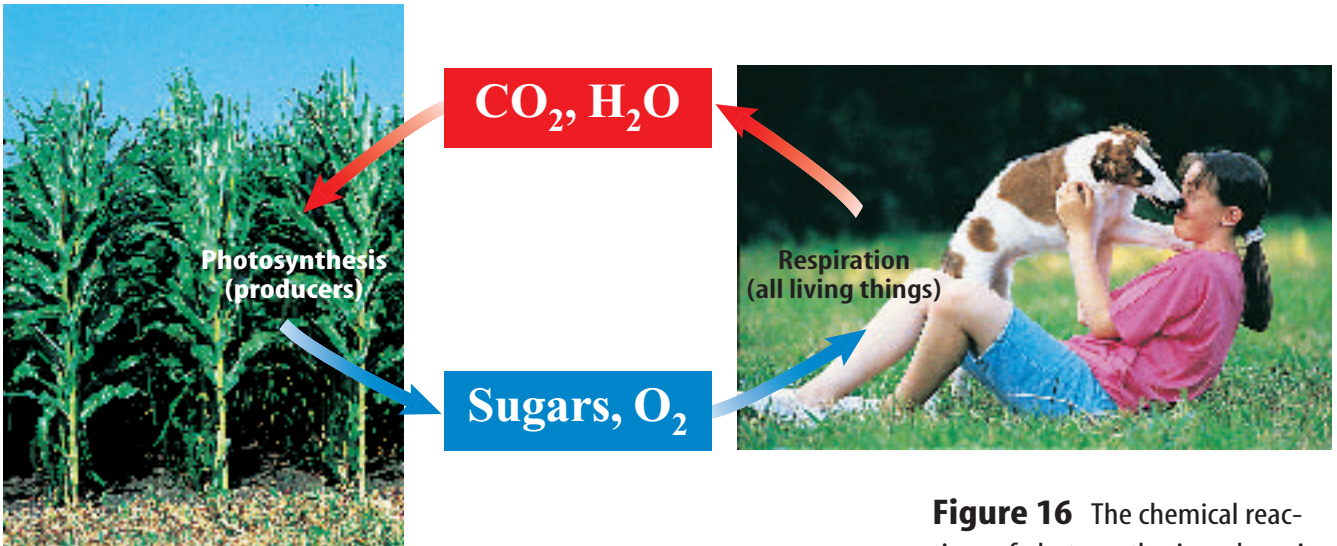 CO₂, H₂O
Photosynthesis
(producers)
Respiration
(all living things)
Sugars, O₂
Figure 16 The chemical reac-